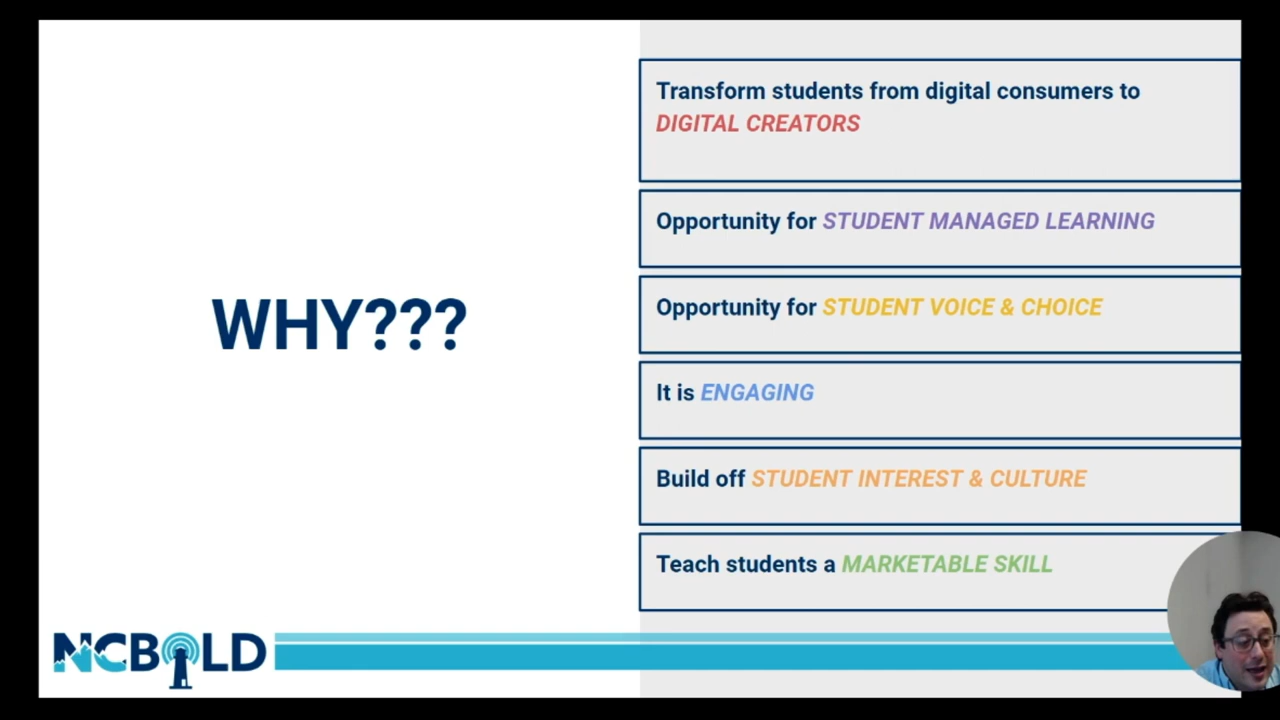 WHY???
Transform students from digital consumers to
DIGITAL CREATORS
Opportunity for STUDENT MANAGED LEARNING
Opportunity for STUDENT VOICE & CHOICE
It is ENGAGING
Build off STUDENT INTEREST & CULTURE
Teach students a MARKETABLE SKILL
NCBOLD